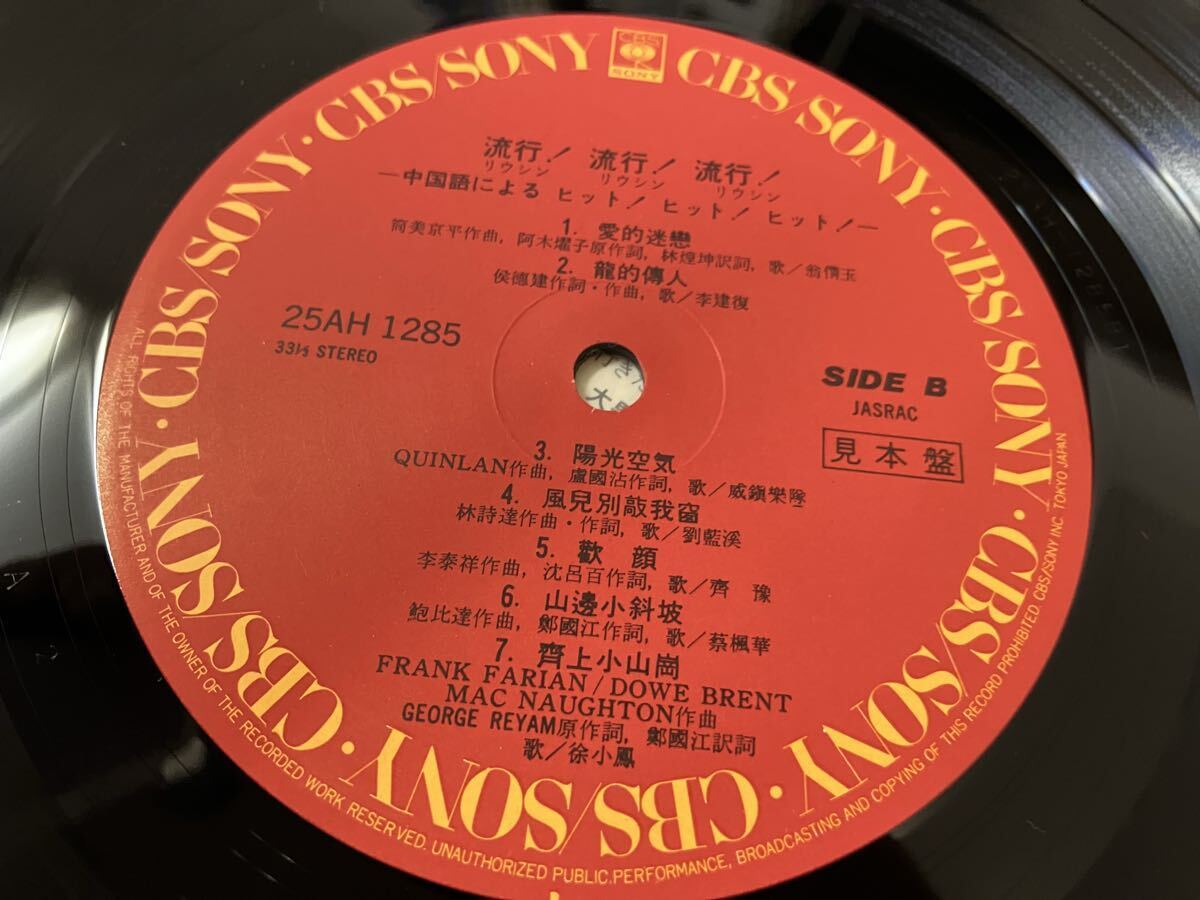 CBS/SONY · CBS/SONY · CBS/SONY · CBS/SONY · CBS/SONY · CBS/SONY · CBS/SONY · CBS/SONY
CBS
SONY
流行！ 流行！ 流行！
リウシン リウシン リウシン
—中国語による ヒット！ ヒット！ ヒット！—
1. 愛的迷戀
筒美京平作曲，阿木燿子原作詞，林煌坤訳詞，歌／翁倩玉
2. 龍的傳人
侯德建作詞・作曲，歌／李建復
25AH 1285
33⅓ STEREO
SIDE B
JASRAC
見本盤
3. 陽光空気
QUINLAN作曲，盧國沾作詞，歌／威鎮樂墜
4. 風兒別敲我窗
林詩達作曲・作詞，歌／劉藍溪
5. 歡 顔
李泰祥作曲，沈呂百作詞，歌／齊 豫
6. 山邊小斜坡
鮑比達作曲，鄭國江作詞，歌／蔡楓華
7. 齊上小山崗
FRANK FARIAN/DOWE BRENT
MAC NAUGHTON作曲
GEORGE REYAM原作詞，鄭國江訳詞
歌／徐小鳳
ALL RIGHTS OF THE MANUFACTURER AND OF THE OWNER OF THE RECORDED WORK RESERVED. UNAUTHORIZED PUBLIC.PERFORMANCE, BROADCASTING AND COPYING OF THIS RECORD PROHIBITED. CBS/SONY INC. TOKYO JAPAN
A
2